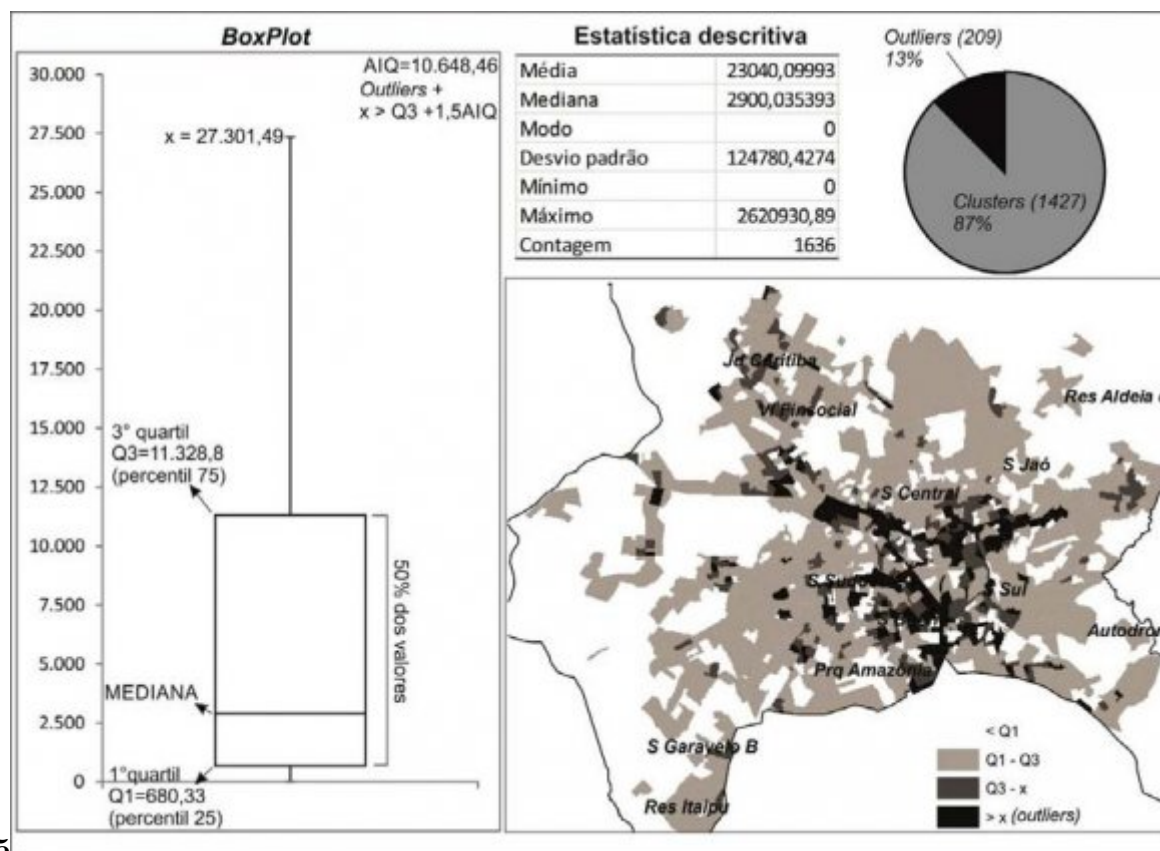 BoxPlot
30.000
27.500
25.000
22.500
20.000
17.500
15.000
12.500
10.000
7.500
5.000
2.500
0
AIQ=10.648,46
Outliers +
x > Q3 +1,5AIQ
x = 27.301,49
3° quartil
Q3=11.328,8
(percentil 75)
50% dos valores
MEDIANA
1°quartil
Q1=680,33
(percentil 25)
Estatística descritiva
Média 23040,09993
Mediana 2900,035393
Modo 0
Desvio padrão 124780,4274
Mínimo 0
Máximo 2620930,89
Contagem 1636
Outliers (209)
13%
Clusters (1427)
87%
Jd Curitiba
Vl Finsocial
Res Aldeia
S Jaó
S Central
S Sul
Autodro
Prq Amazônia
S Garavelo B
Res Itaipu
< Q1
Q1 - Q3
Q3 - x
> x (outliers)
5